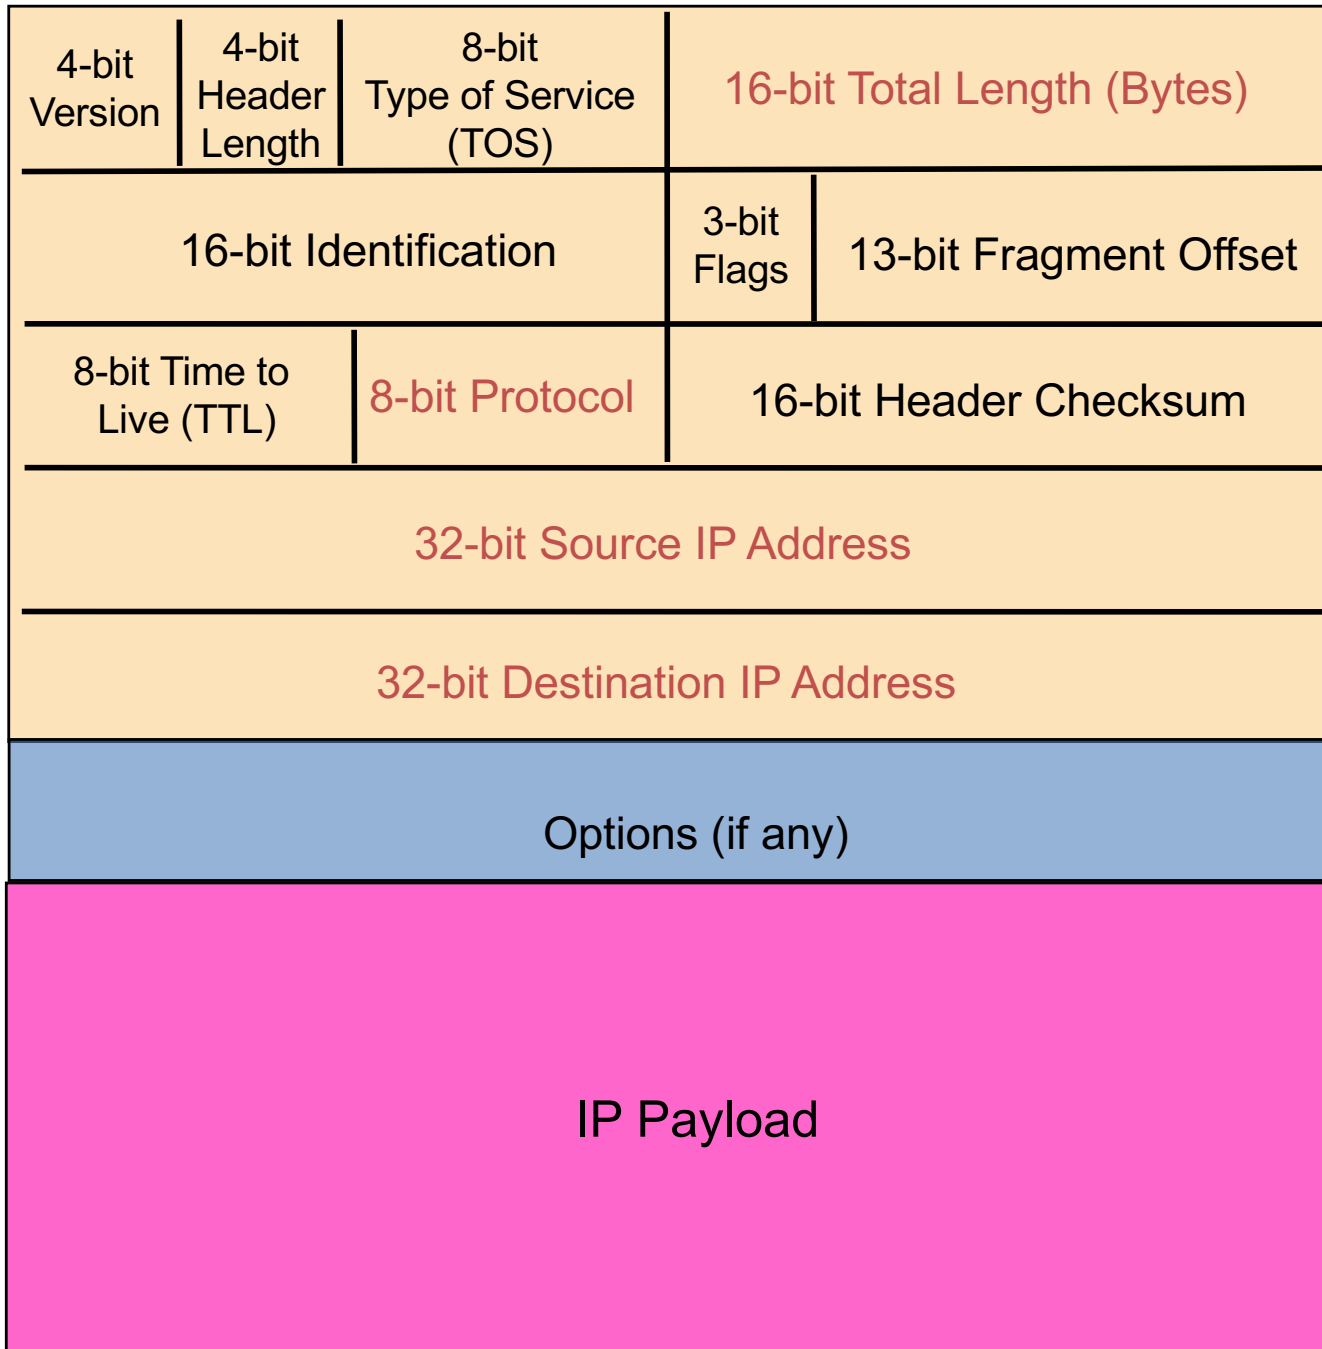 4-bit
Version
4-bit
Header
Length
8-bit
Type of Service
(TOS)
16-bit Total Length (Bytes)
16-bit Identification
3-bit
Flags
13-bit Fragment Offset
8-bit Time to
Live (TTL)
8-bit Protocol
16-bit Header Checksum
32-bit Source IP Address
32-bit Destination IP Address
Options (if any)
IP Payload